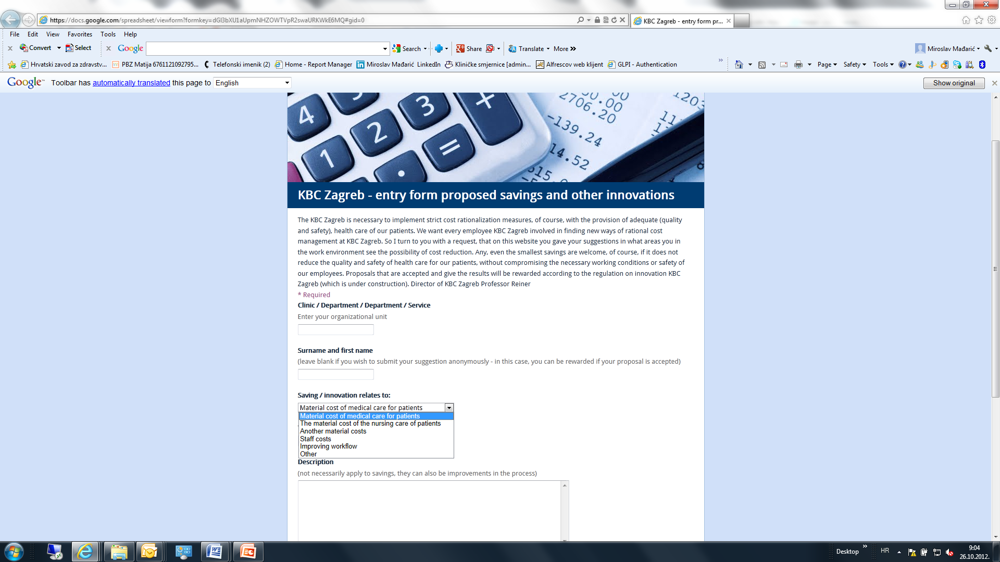 https://docs.google.com/spreadsheet/viewform?formkey=dGl3bXU1aUpmNHZOWTVpR2swaURKWkE6MQ#gid=0
KBC Zagreb - entry form pr...
File Edit View Favorites Tools Help
Convert Select Google Search Share Translate More Miroslav Mađarić
Hrvatski zavod za zdravstv... PBZ Matija 6761121092795... Telefonski imenik (2) Home - Report Manager Miroslav Mađarić LinkedIn Kliničke smjernice [admin... Alfrescov web klijent GLPI - Authentication Page Safety Tools
Google Toolbar has automatically translated this page to English Show original
4 3 +
2
1 =
.
2706.20
-139.24
14.52
KBC Zagreb - entry form proposed savings and other innovations
The KBC Zagreb is necessary to implement strict cost rationalization measures, of course, with the provision of adequate (quality
and safety), health care of our patients. We want every employee KBC Zagreb involved in finding new ways of rational cost
management at KBC Zagreb. So I turn to you with a request, that on this website you gave your suggestions in what areas you in
the work environment see the possibility of cost reduction. Any, even the smallest savings are welcome, of course, if it does not
reduce the quality and safety of health care for our patients, without compromising the necessary working conditions or safety of
our employees. Proposals that are accepted and give the results will be rewarded according to the regulation on innovation KBC
Zagreb (which is under construction). Director of KBC Zagreb Professor Reiner
* Required
Clinic / Department / Department / Service
Enter your organizational unit
Surname and first name
(leave blank if you wish to submit your suggestion anonymously - in this case, you can be rewarded if your proposal is accepted)
Saving / innovation relates to:
Material cost of medical care for patients
Material cost of medical care for patients
The material cost of the nursing care of patients
Another material costs
Staff costs
Improving workflow
Other
Description
(not necessarily apply to savings, they can also be improvements in the process)
Desktop HR 9:04
26.10.2012.